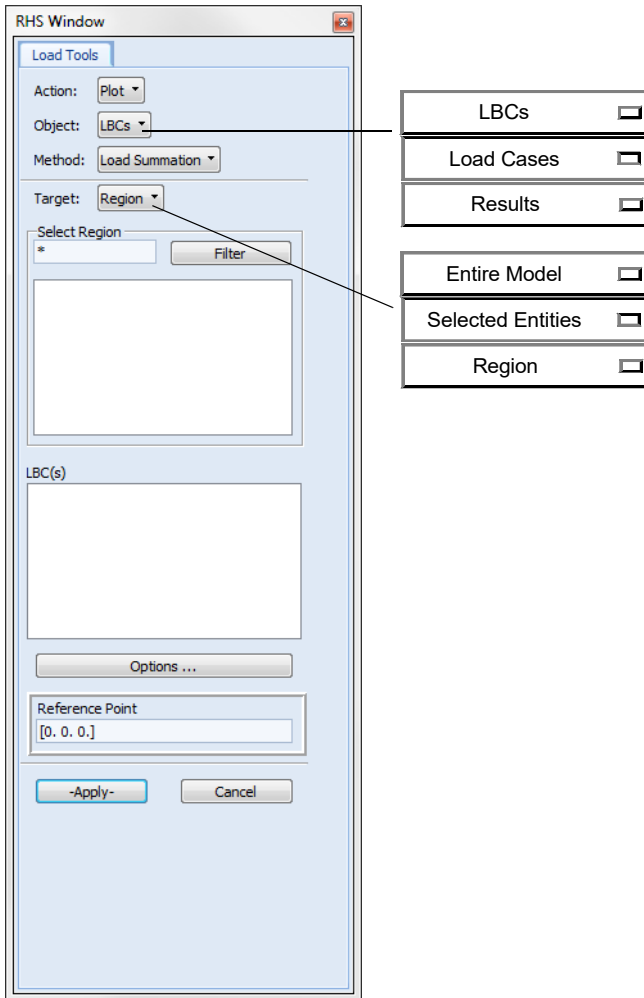 RHS Window
Load Tools
Action: Plot
Object: LBCs
Method: Load Summation
Target: Region
Select Region
*
Filter
LBC(s)
Options ...
Reference Point
[0. 0. 0.]
-Apply-
Cancel
LBCs
Load Cases
Results
Entire Model
Selected Entities
Region